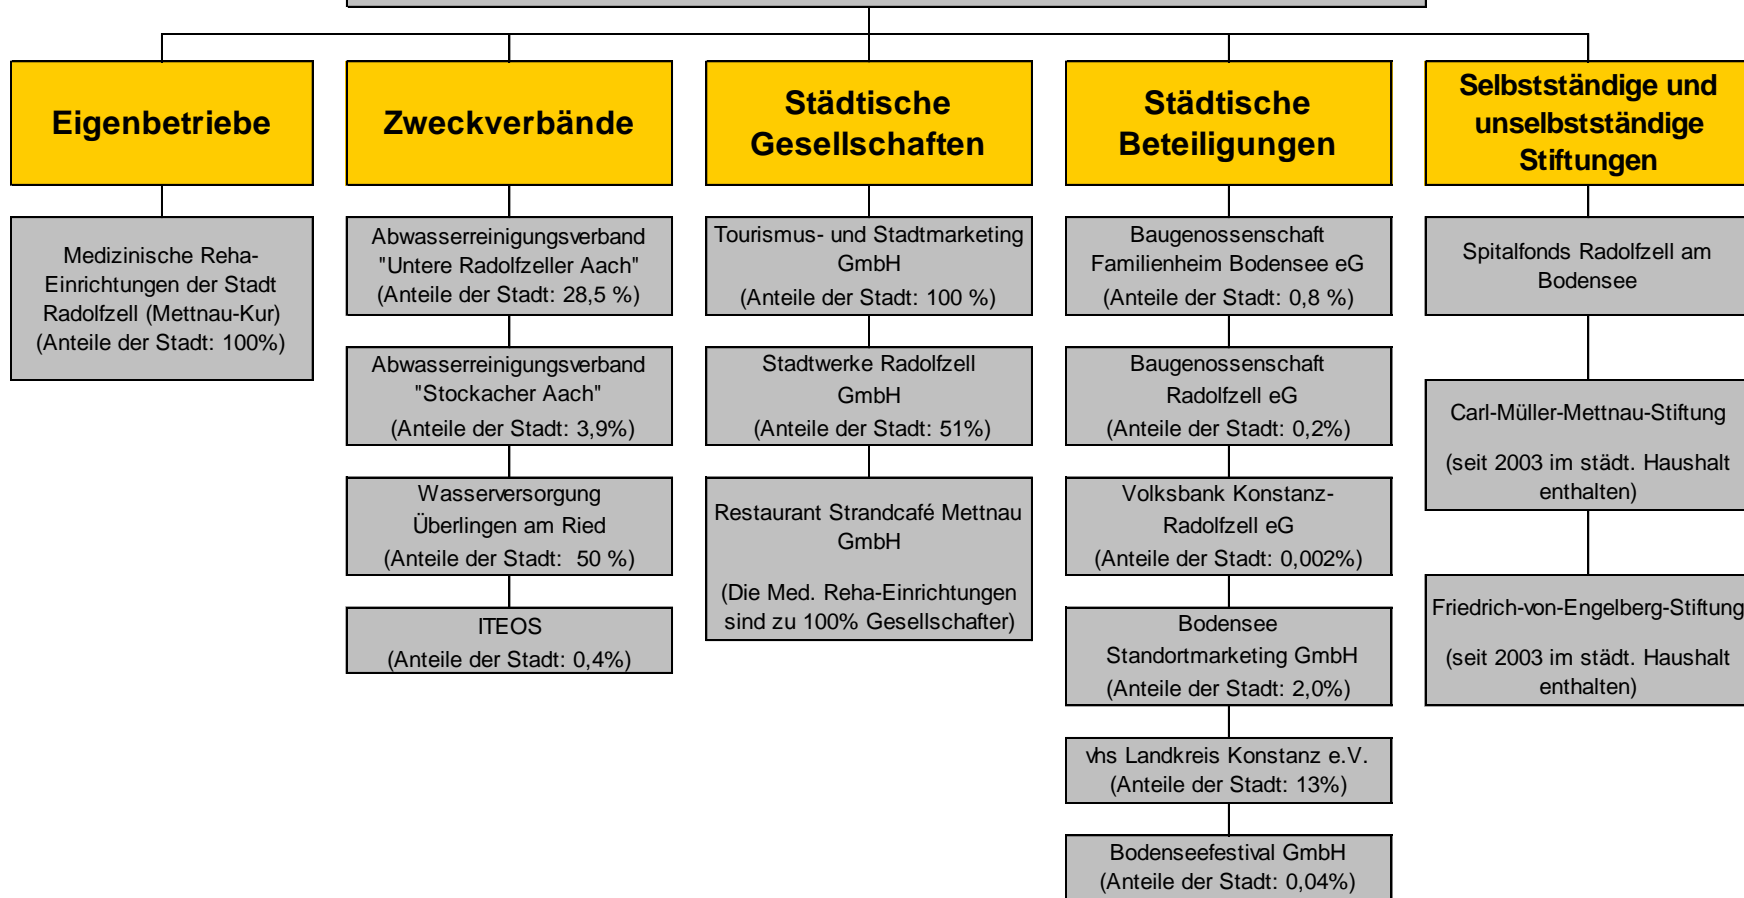 Eigenbetriebe
Medizinische Reha-
Einrichtungen der Stadt
Radolfzell (Mettnau-Kur)
(Anteile der Stadt: 100%)
Zweckverbände
Abwasserreinigungsverband
"Untere Radolfzeller Aach"
(Anteile der Stadt: 28,5 %)
Abwasserreinigungsverband
"Stockacher Aach"
(Anteile der Stadt: 3,9%)
Wasserversorgung
Überlingen am Ried
(Anteile der Stadt: 50 %)
ITEOS
(Anteile der Stadt: 0,4%)
Städtische
Gesellschaften
Tourismus- und Stadtmarketing
GmbH
(Anteile der Stadt: 100 %)
Stadtwerke Radolfzell
GmbH
(Anteile der Stadt: 51%)
Restaurant Strandcafé Mettnau
GmbH
(Die Med. Reha-Einrichtungen
sind zu 100% Gesellschafter)
Städtische
Beteiligungen
Baugenossenschaft
Familienheim Bodensee eG
(Anteile der Stadt: 0,8 %)
Baugenossenschaft
Radolfzell eG
(Anteile der Stadt: 0,2%)
Volksbank Konstanz-
Radolfzell eG
(Anteile der Stadt: 0,002%)
Bodensee
Standortmarketing GmbH
(Anteile der Stadt: 2,0%)
vhs Landkreis Konstanz e.V.
(Anteile der Stadt: 13%)
Bodenseefestival GmbH
(Anteile der Stadt: 0,04%)
Selbstständige und
unselbstständige
Stiftungen
Spitalfonds Radolfzell am
Bodensee
Carl-Müller-Mettnau-Stiftung
(seit 2003 im städt. Haushalt
enthalten)
Friedrich-von-Engelberg-Stiftung
(seit 2003 im städt. Haushalt
enthalten)